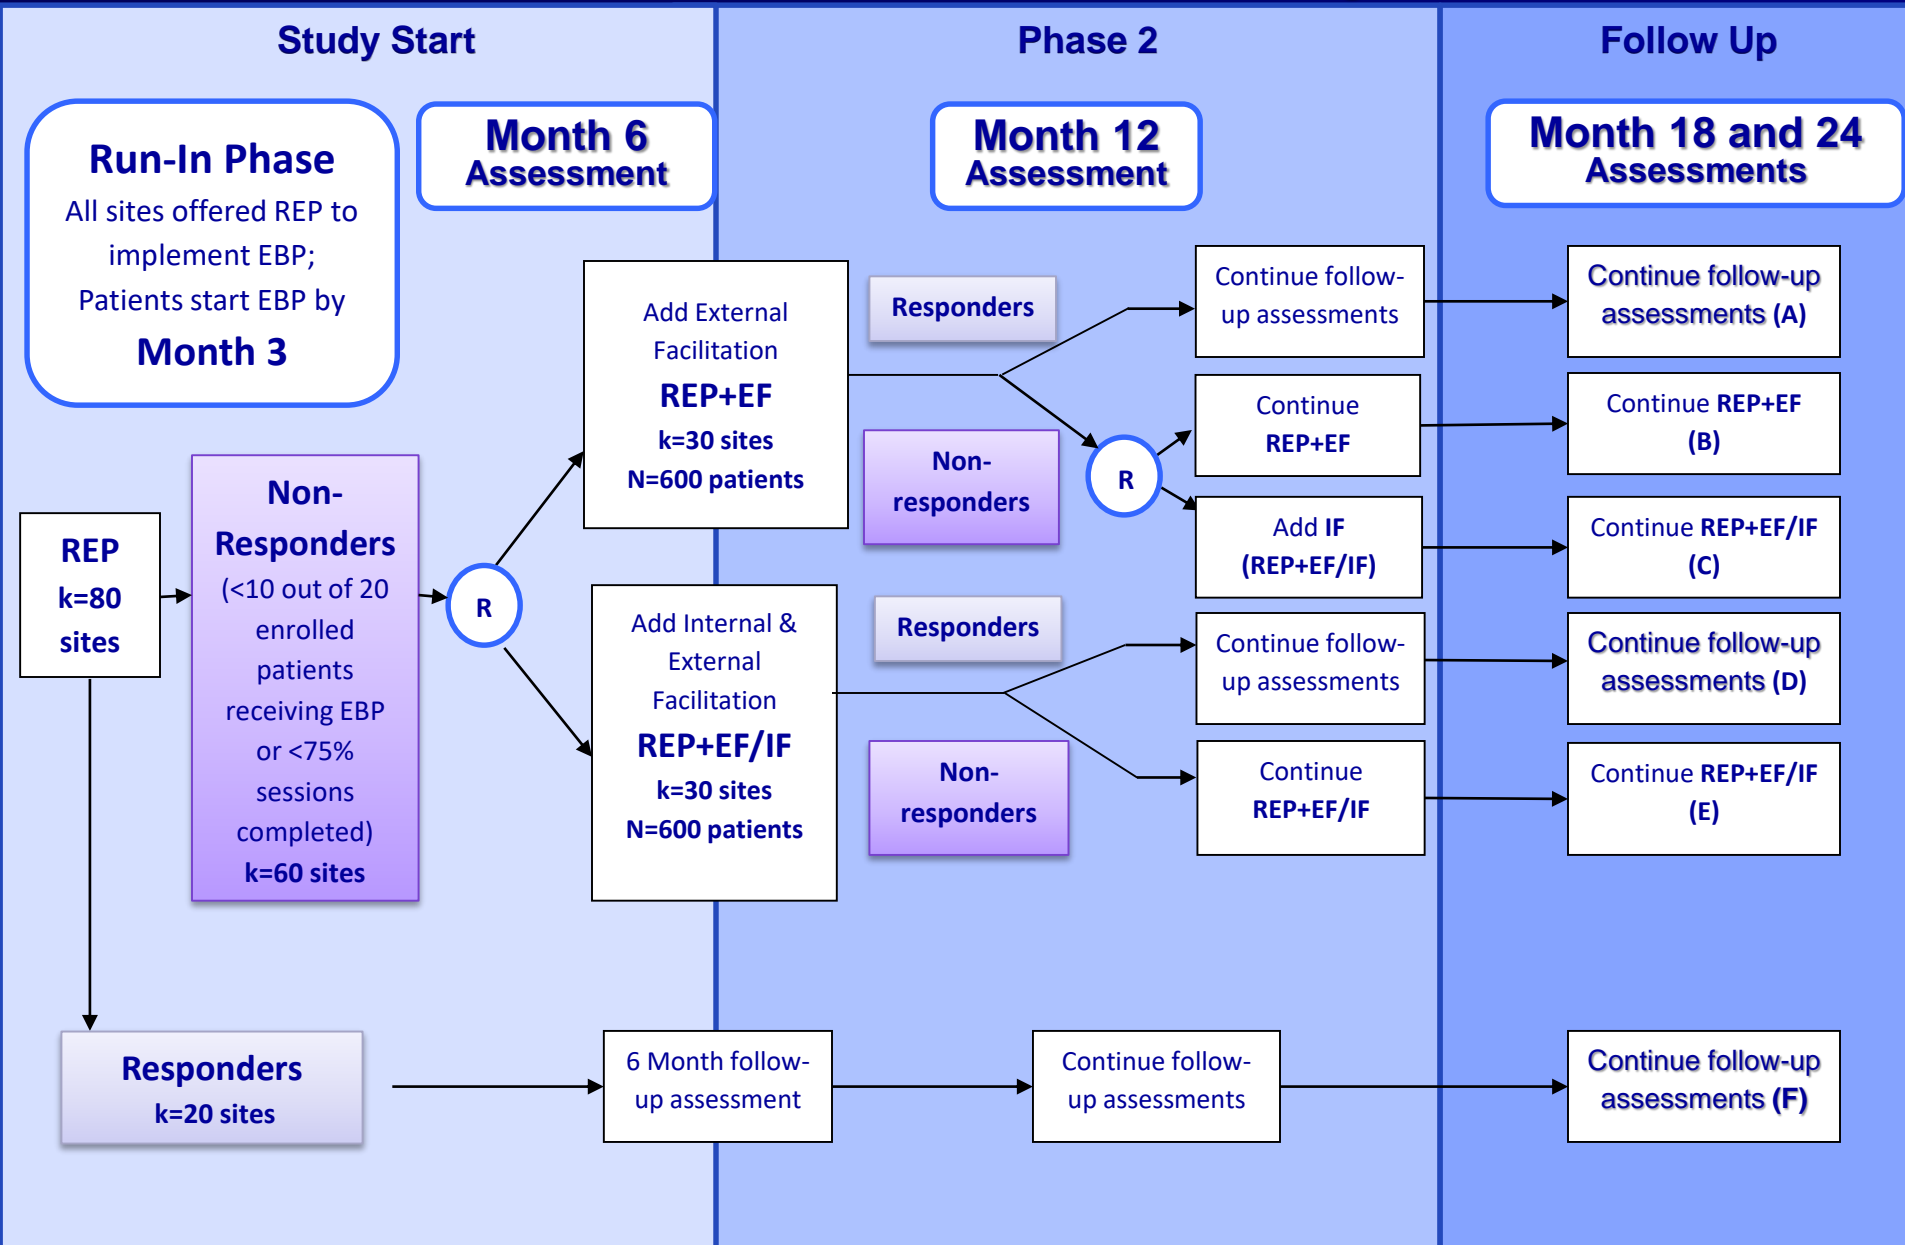 Study Start
Phase 2
Follow Up
Run-In Phase
All sites offered REP to
implement EBP;
Patients start EBP by
Month 3
Month 6
Assessment
Month 12
Assessment
Month 18 and 24
Assessments
REP
k=80
sites
Non-
Responders
(<10 out of 20
enrolled
patients
receiving EBP
or <75%
sessions
completed)
k=60 sites
R
Add External
Facilitation
REP+EF
k=30 sites
N=600 patients
Responders
Non-
responders
R
Continue follow-
up assessments
Continue follow-up
assessments (A)
Continue
REP+EF
Continue REP+EF
(B)
Add IF
(REP+EF/IF)
Continue REP+EF/IF
(C)
Add Internal &
External
Facilitation
REP+EF/IF
k=30 sites
N=600 patients
Responders
Non-
responders
Continue follow-
up assessments
Continue follow-up
assessments (D)
Continue
REP+EF/IF
Continue REP+EF/IF
(E)
Responders
k=20 sites
6 Month follow-
up assessment
Continue follow-
up assessments
Continue follow-up
assessments (F)